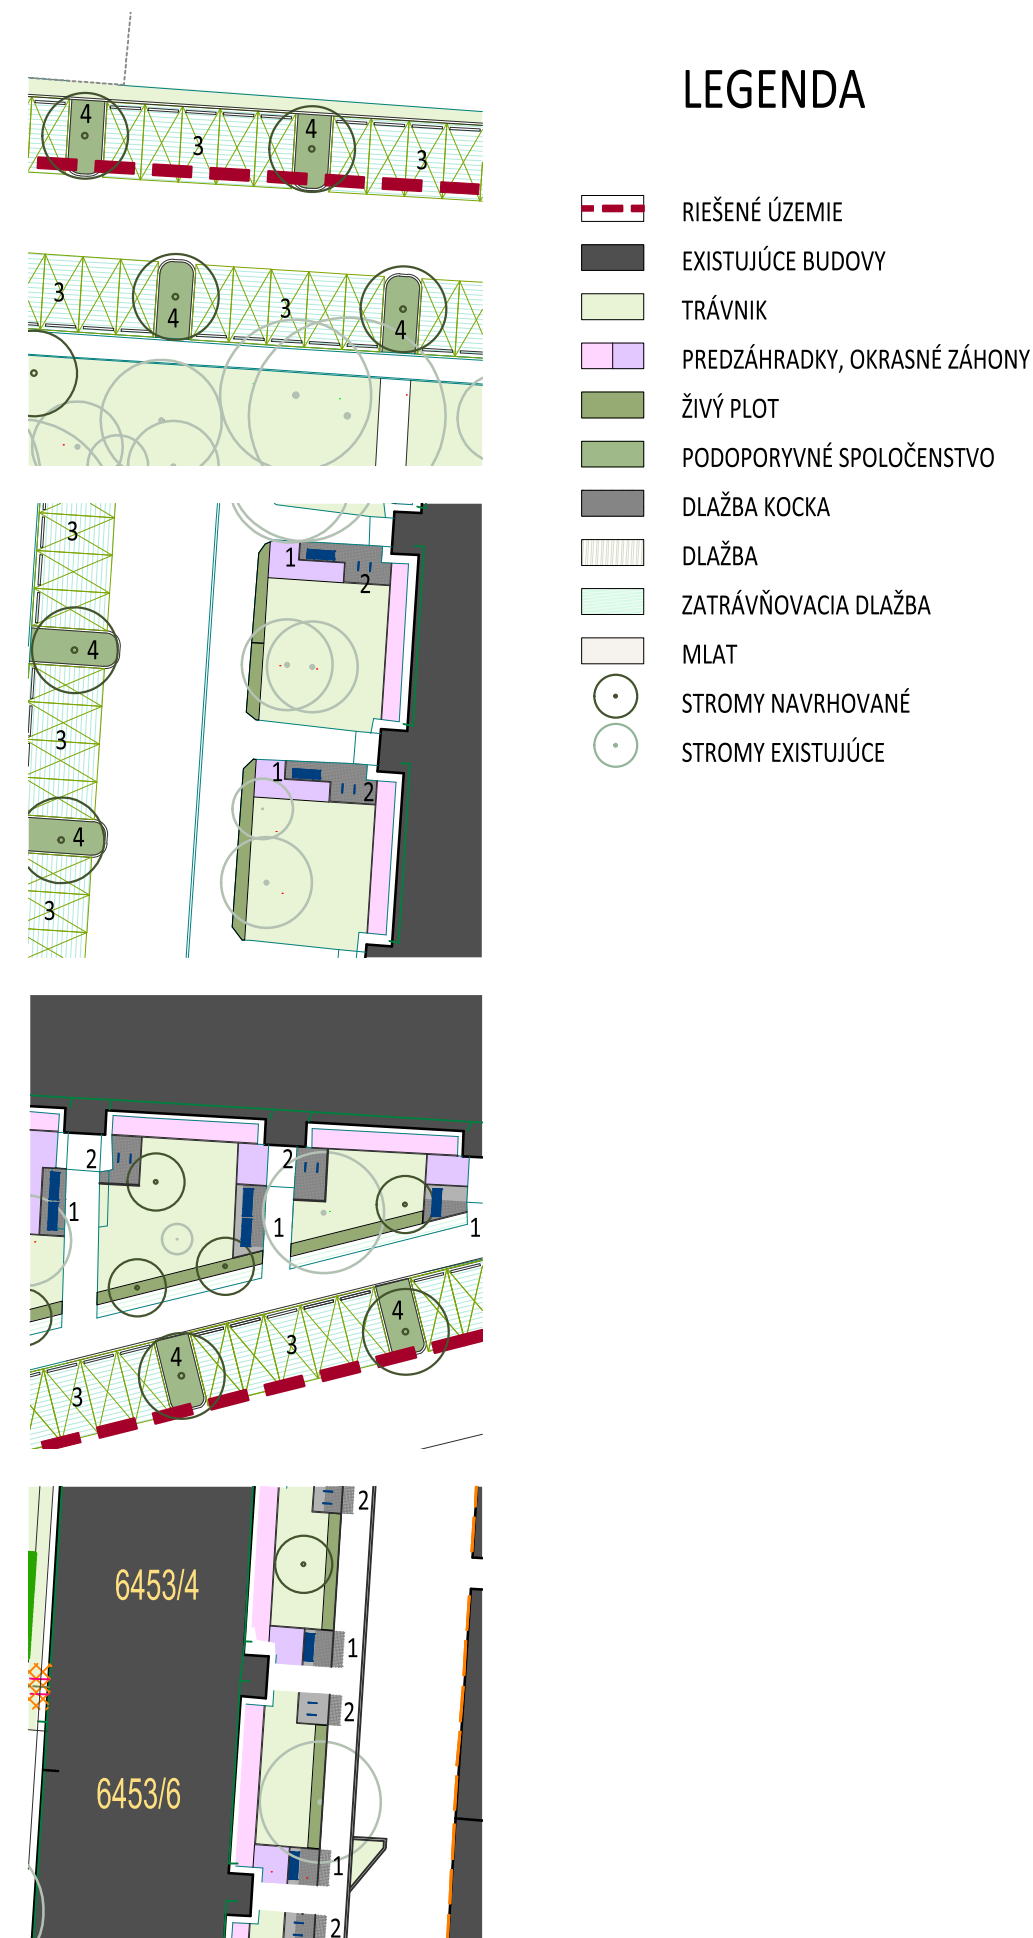 LEGENDA
RIEŠENÉ ÚZEMIE
EXISTUJÚCE BUDOVY
TRÁVNIK
PREDZÁHRADKY, OKRASNÉ ZÁHONY
ŽIVÝ PLOT
PODOPORYVNÉ SPOLOČENSTVO
DLAŽBA KOCKA
DLAŽBA
ZATRÁVŇOVACIA DLAŽBA
MLAT
STROMY NAVRHOVANÉ
STROMY EXISTUJÚCE
4
4
3
3
3
3
4
4
3
1
2
4
3
1
2
4
3
2
2
1
1
1
4
3
4
3
2
6453/4
1
2
6453/6
1
2